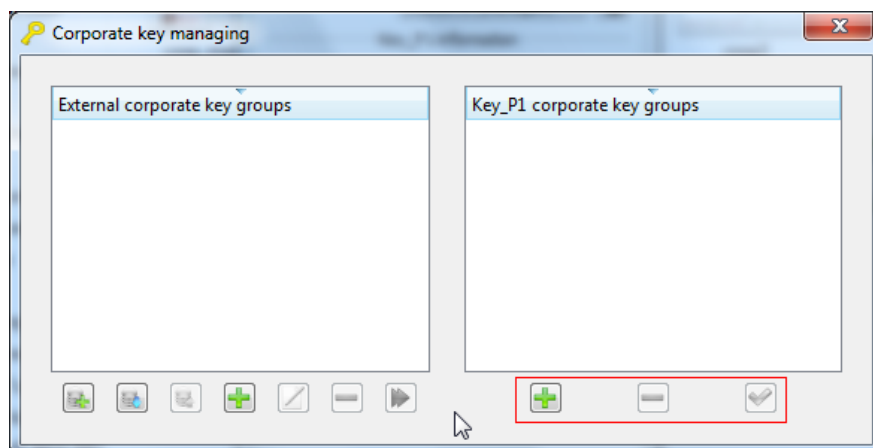 Corporate key managing
External corporate key groups
Key_P1 corporate key groups